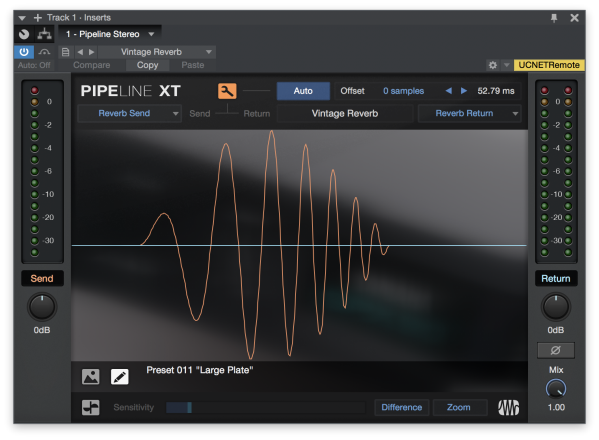 Track 1 · Inserts
1 - Pipeline Stereo
Vintage Reverb
Auto: Off Compare Copy Paste UCNETRemote
PIPELINE XT Auto Offset 0 samples 52.79 ms
Reverb Send Send Return Vintage Reverb Reverb Return
0 0
-2 -2
-4 -4
-6 -6
-10 -10
-20 -20
-30 -30
Send Return
0dB 0dB
Ø
Preset 011 "Large Plate" Mix
Sensitivity Difference Zoom 1.00